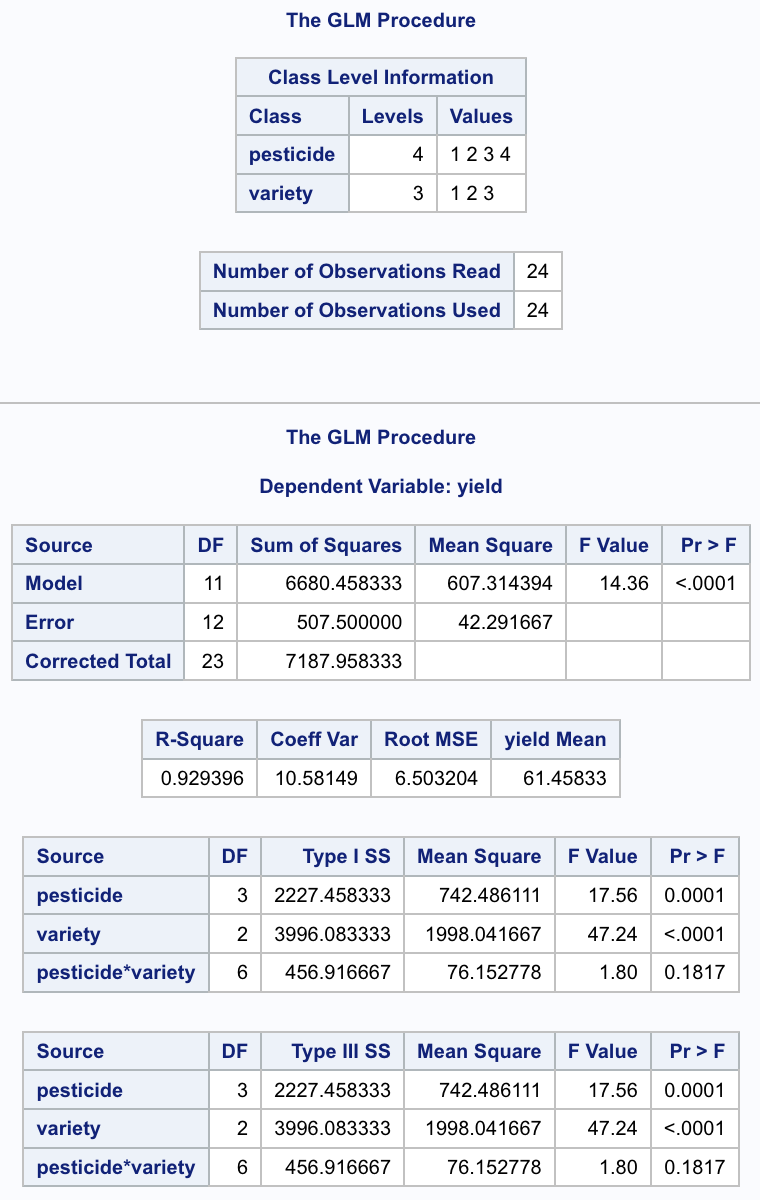 The GLM Procedure
Class Level Information
Class Levels Values
pesticide 4 1 2 3 4
variety 3 1 2 3
Number of Observations Read 24
Number of Observations Used 24
The GLM Procedure
Dependent Variable: yield
Source DF Sum of Squares Mean Square F Value Pr > F
Model 11 6680.458333 607.314394 14.36 <.0001
Error 12 507.500000 42.291667
Corrected Total 23 7187.958333
R-Square Coeff Var Root MSE yield Mean
0.929396 10.58149 6.503204 61.45833
Source DF Type I SS Mean Square F Value Pr > F
pesticide 3 2227.458333 742.486111 17.56 0.0001
variety 2 3996.083333 1998.041667 47.24 <.0001
pesticide*variety 6 456.916667 76.152778 1.80 0.1817
Source DF Type III SS Mean Square F Value Pr > F
pesticide 3 2227.458333 742.486111 17.56 0.0001
variety 2 3996.083333 1998.041667 47.24 <.0001
pesticide*variety 6 456.916667 76.152778 1.80 0.1817